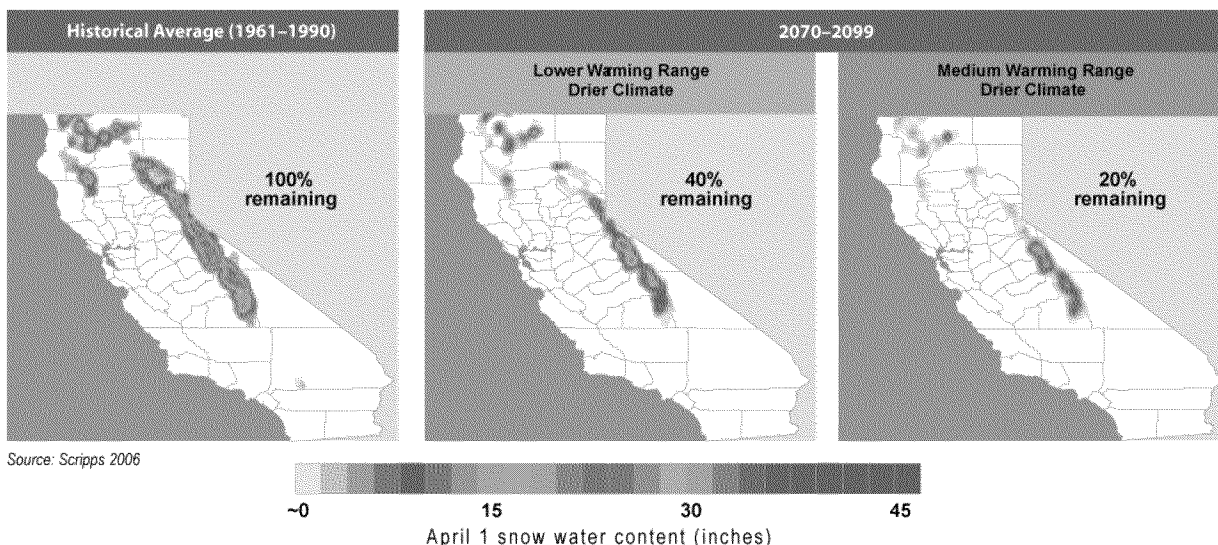 Historical Average (1961–1990)
2070–2099
Lower Warming Range
Drier Climate
Medium Warming Range
Drier Climate
100%
remaining
40%
remaining
20%
remaining
Source: Scripps 2006
~0
15
30
45
April 1 snow water content (inches)